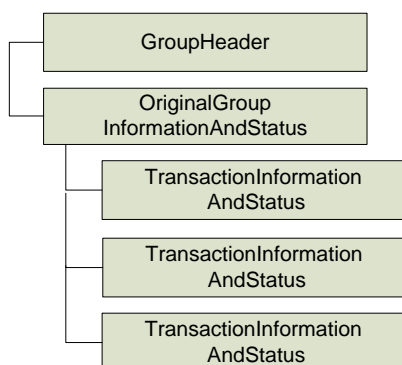 GroupHeader
OriginalGroup
InformationAndStatus
TransactionInformation
AndStatus
TransactionInformation
AndStatus
TransactionInformation
AndStatus